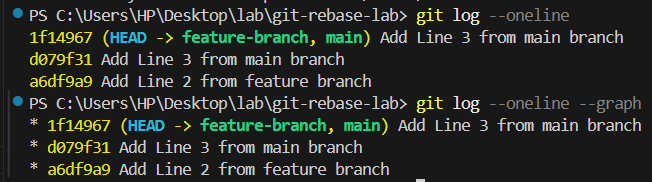 PS C:\Users\HP\Desktop\lab\git-rebase-lab> git log --oneline
1f14967 (HEAD -> feature-branch, main) Add Line 3 from main branch
d079f31 Add Line 3 from main branch
a6df9a9 Add Line 2 from feature branch
PS C:\Users\HP\Desktop\lab\git-rebase-lab> git log --oneline --graph
* 1f14967 (HEAD -> feature-branch, main) Add Line 3 from main branch
* d079f31 Add Line 3 from main branch
* a6df9a9 Add Line 2 from feature branch